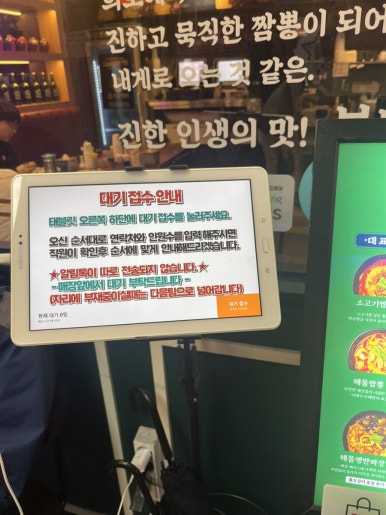 진하고 묵직한 짬뽕이 되어
내게로 오는 것 같은.
진한 인생의 맛!
대기 접수 안내
태블릿 오른쪽 하단에 대기접수를 눌러주세요.
오신 순서대로 연락처와 인원수를 입력해주시면
직원이 확인후 순서에 맞게 안내해드리겠습니다.
★알림톡이 따로 전송되지 않습니다.★
-매장앞에서 대기 부탁드립니다-
(자리에 부재중이실때는 다음팀으로 넘어갑니다)
현재 대기 0팀
대기 접수
대표
소고기짬
해물짬뽕
해물쟁반짜장